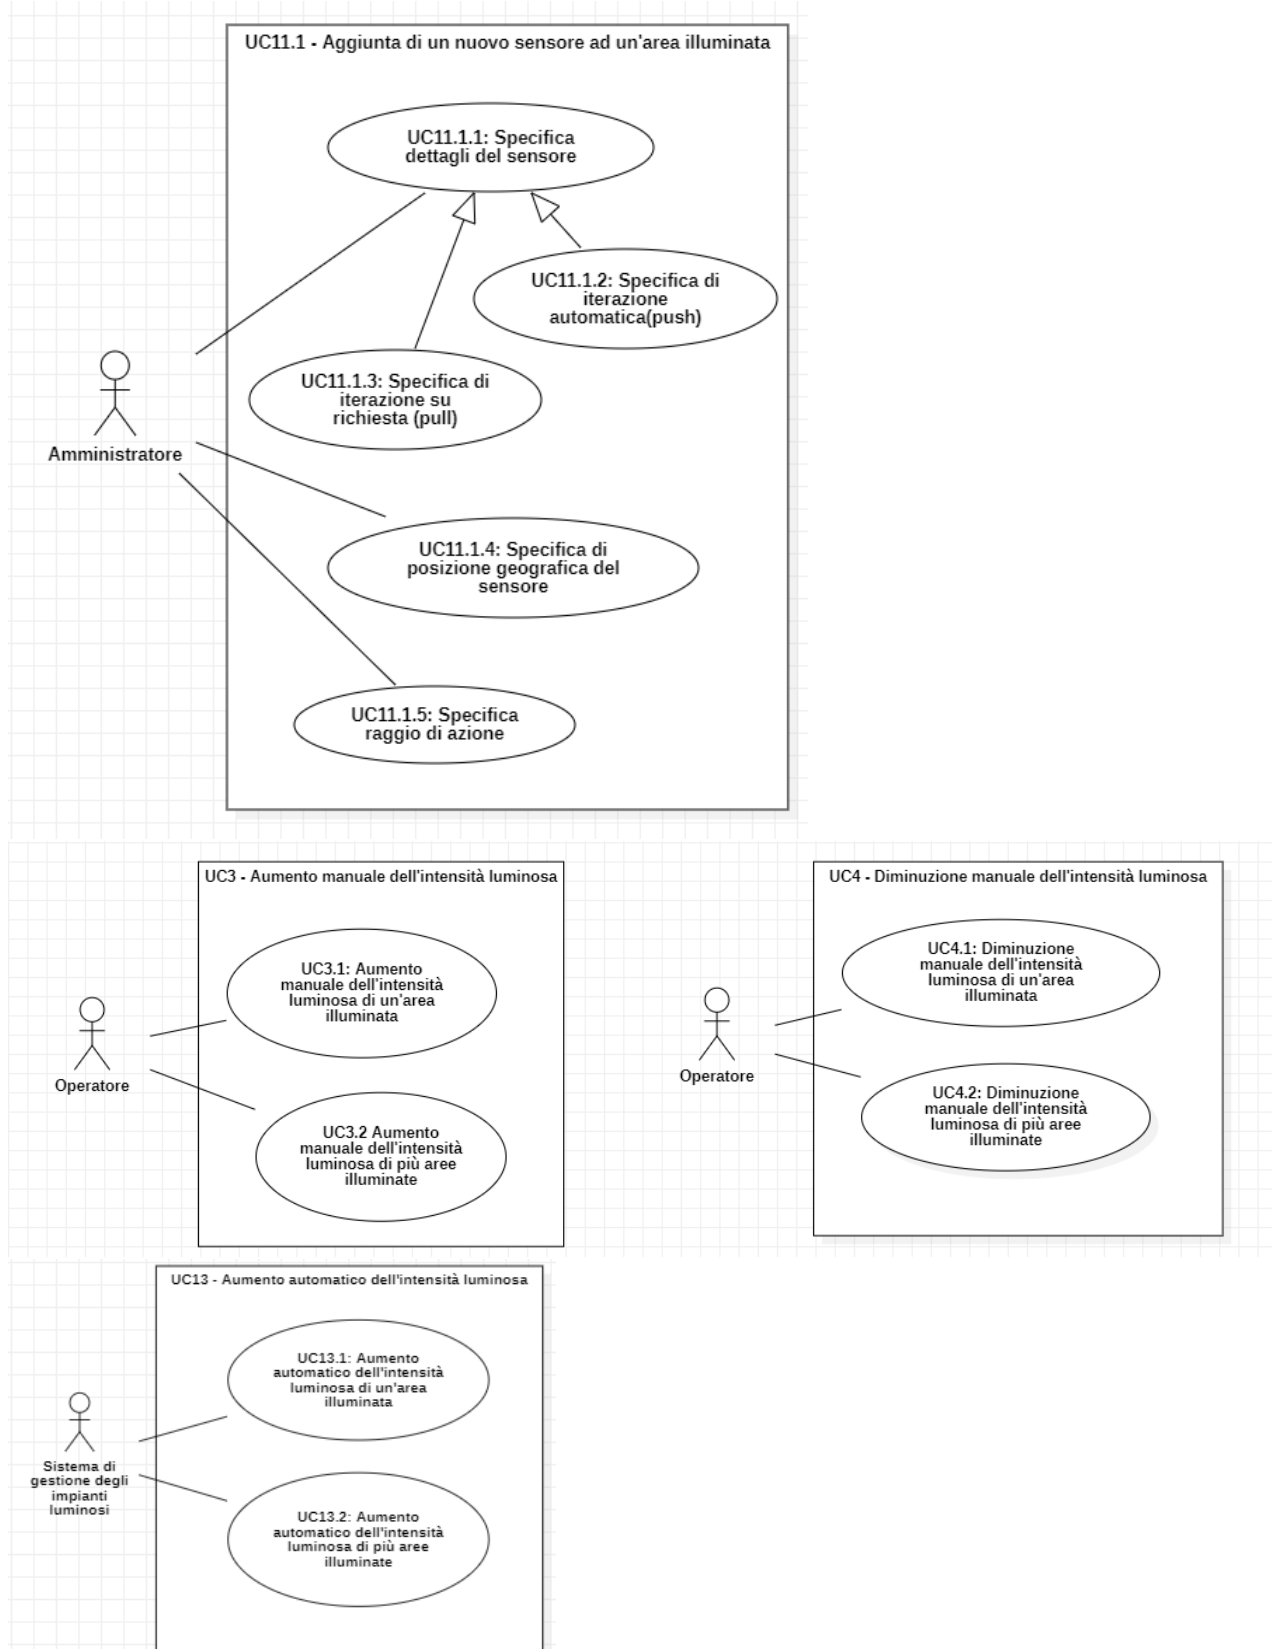 UC11.1 - Aggiunta di un nuovo sensore ad un'area illuminata
UC11.1.1: Specifica
dettagli del sensore
UC11.1.2: Specifica di
iterazione
automatica(push)
UC11.1.3: Specifica di
iterazione su
richiesta (pull)
Amministratore
UC11.1.4: Specifica di
posizione geografica del
sensore
UC11.1.5: Specifica
raggio di azione
UC3 - Aumento manuale dell'intensità luminosa
UC3.1: Aumento
manuale dell'intensità
luminosa di un'area
illuminata
Operatore
UC3.2 Aumento
manuale dell'intensità
luminosa di più aree
illuminate
UC4 - Diminuzione manuale dell'intensità luminosa
UC4.1: Diminuzione
manuale dell'intensità
luminosa di un'area
illuminata
Operatore
UC4.2: Diminuzione
manuale dell'intensità
luminosa di più aree
illuminate
UC13 - Aumento automatico dell'intensità luminosa
UC13.1: Aumento
automatico dell'intensità
luminosa di un'area
illuminata
Sistema di
gestione degli
impianti
luminosi
UC13.2: Aumento
automatico dell'intensità
luminosa di più aree
illuminate